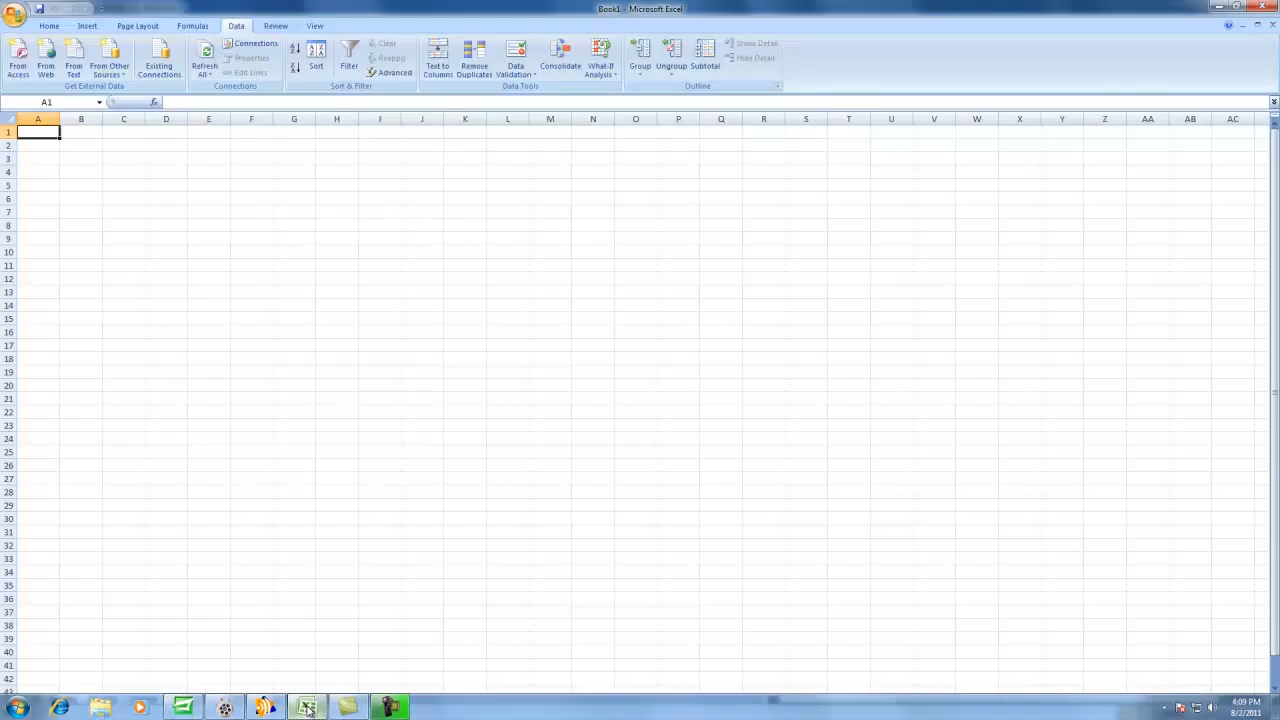 Book1 - Microsoft Excel
Home Insert Page Layout Formulas Data Review View
From Access From Web From Text From Other Sources Existing Connections
Get External Data
Refresh All Connections Properties Edit Links
Connections
Sort Filter Clear Reapply Advanced
Sort & Filter
Text to Columns Remove Duplicates Data Validation Consolidate What-If Analysis
Data Tools
Group Ungroup Subtotal Show Detail Hide Detail
Outline
A1 fx
A B C D E F G H I J K L M N O P Q R S T U V W X Y Z AA AB AC
1
2
3
4
5
6
7
8
9
10
11
12
13
14
15
16
17
18
19
20
21
22
23
24
25
26
27
28
29
30
31
32
33
34
35
36
37
38
39
40
41
42
43
4:09 PM
8/2/2011